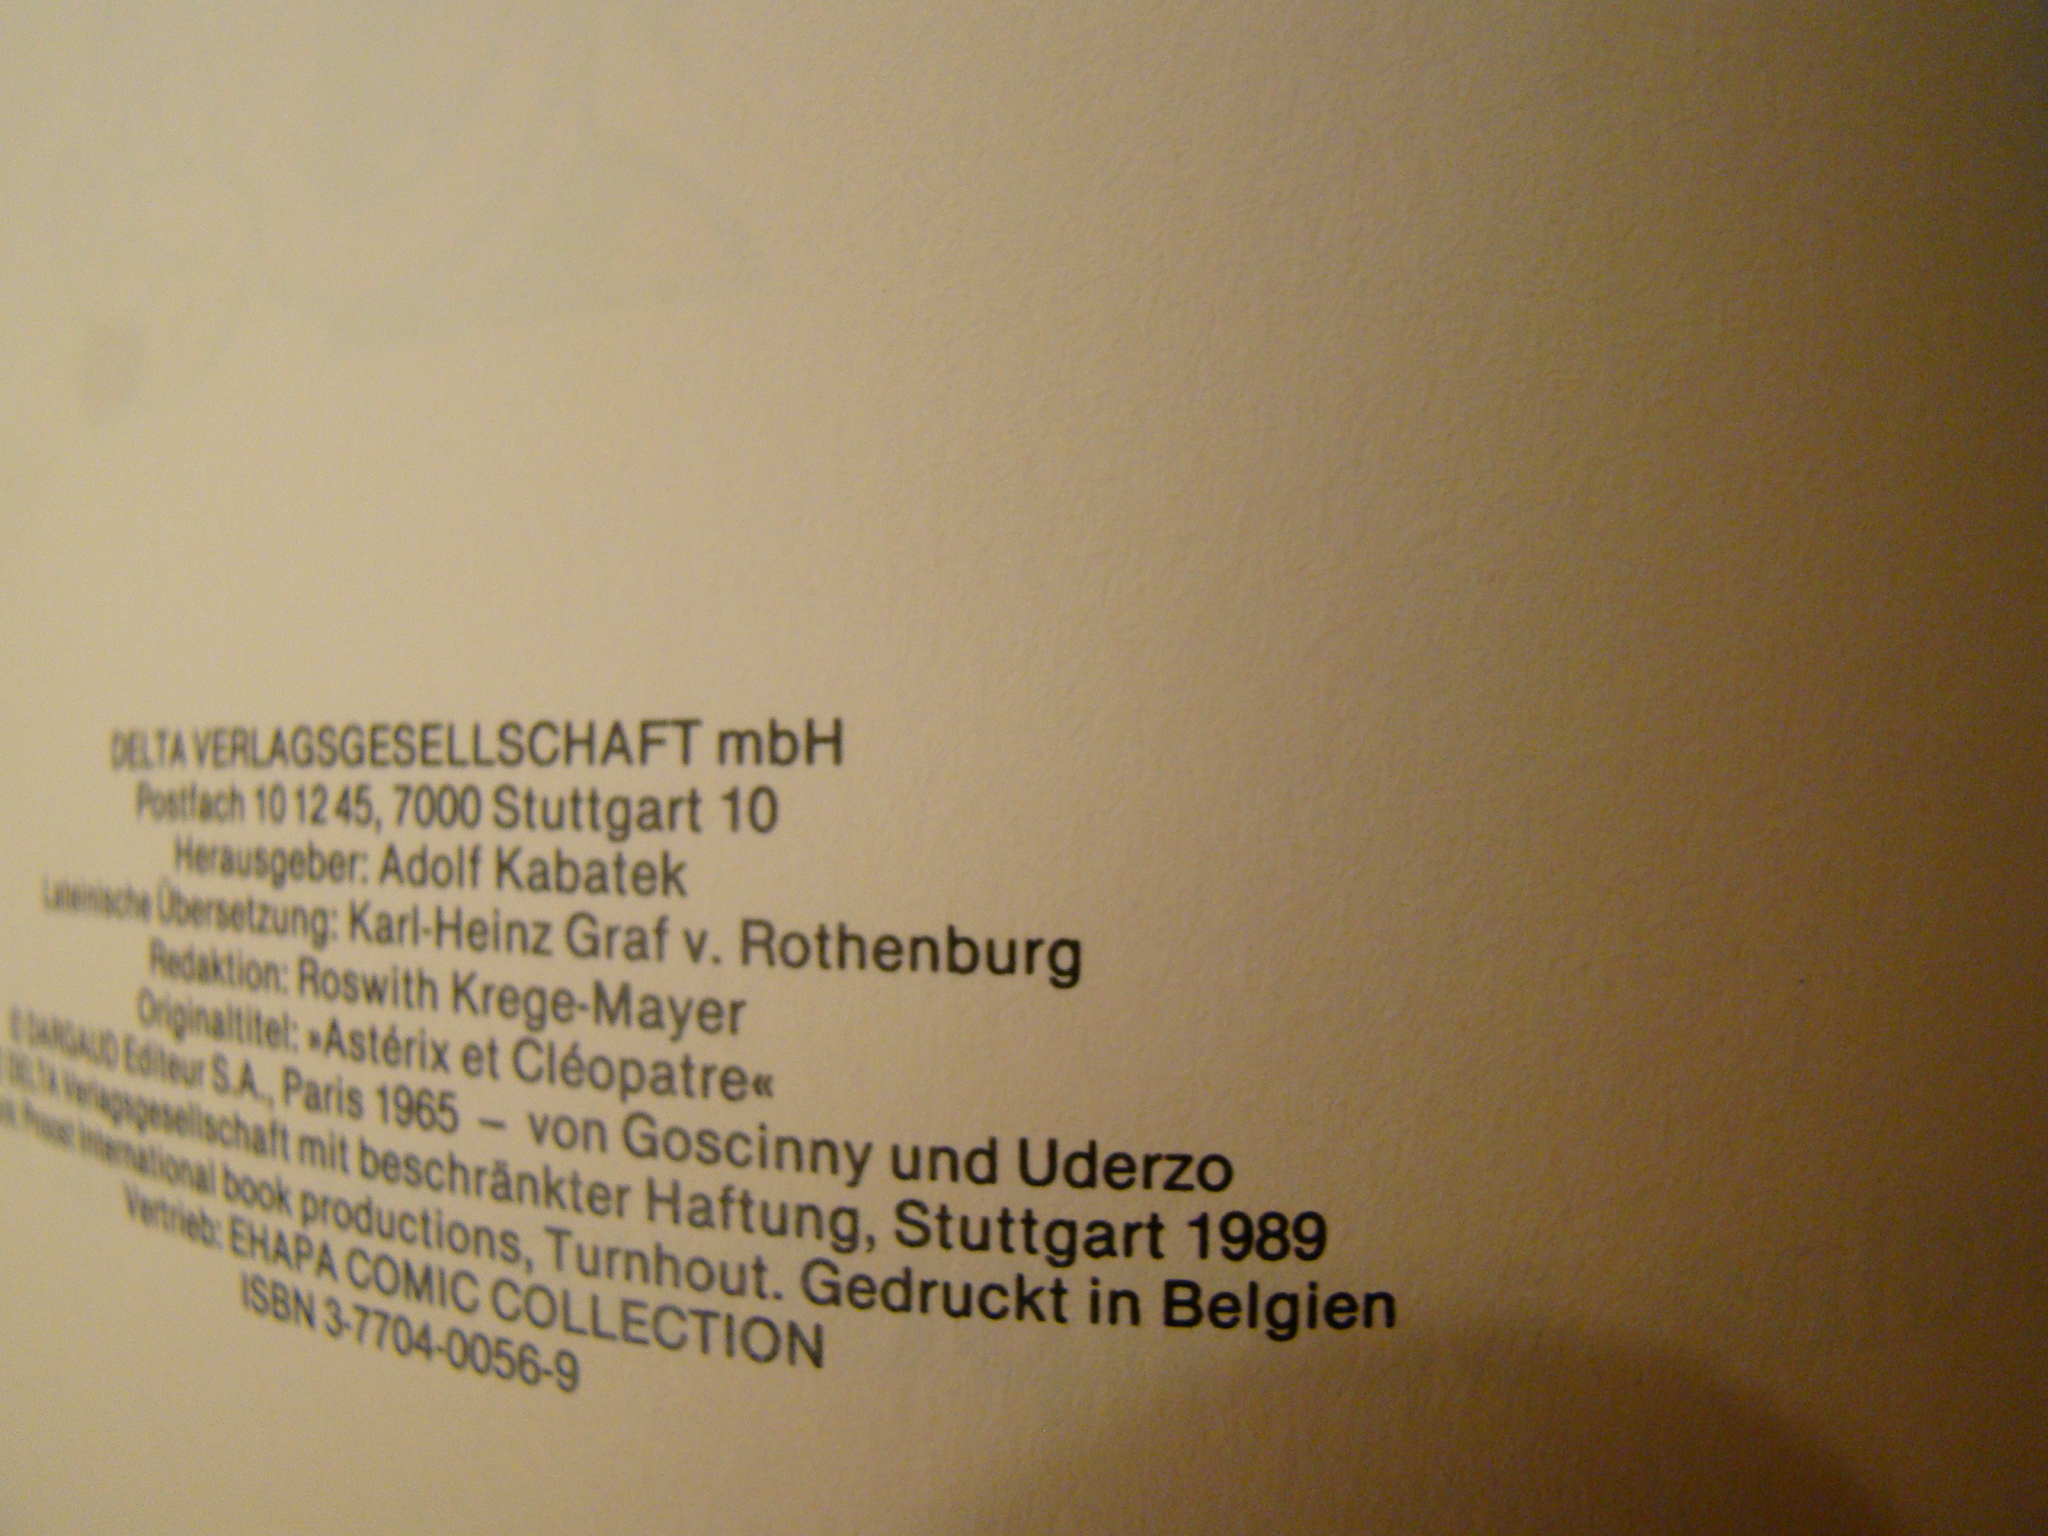 DELTA VERLAGSGESELLSCHAFT mbH
Postfach 10 12 45, 7000 Stuttgart 10
Herausgeber: Adolf Kabatek
Lateinische Übersetzung: Karl-Heinz Graf v. Rothenburg
Redaktion: Roswith Krege-Mayer
Originaltitel: »Astérix et Cléopatre«
© DARGAUD Editeur S.A., Paris 1965 – von Goscinny und Uderzo
© DELTA Verlagsgesellschaft mit beschränkter Haftung, Stuttgart 1989
International book productions, Turnhout. Gedruckt in Belgien
Vertrieb: EHAPA COMIC COLLECTION
ISBN 3-7704-0056-9